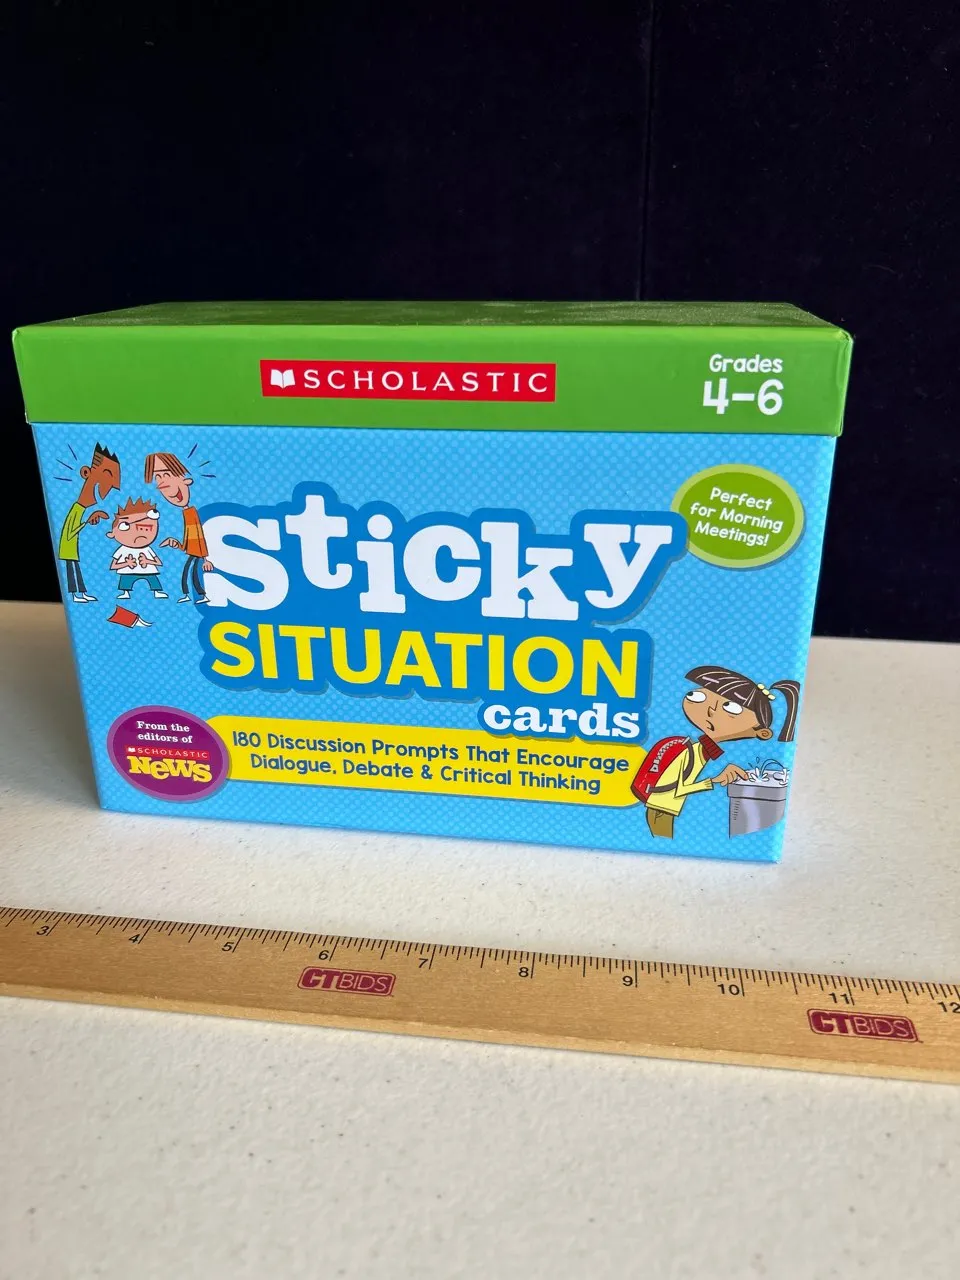 SCHOLASTIC
Grades
4-6
Perfect
for Morning
Meetings!
sticky
SITUATION
cards
From the
editors of
SCHOLASTIC
News
180 Discussion Prompts That Encourage
Dialogue, Debate & Critical Thinking
3 4 5 6 7 8 9 10 11 12
CTBIDS CTBIDS